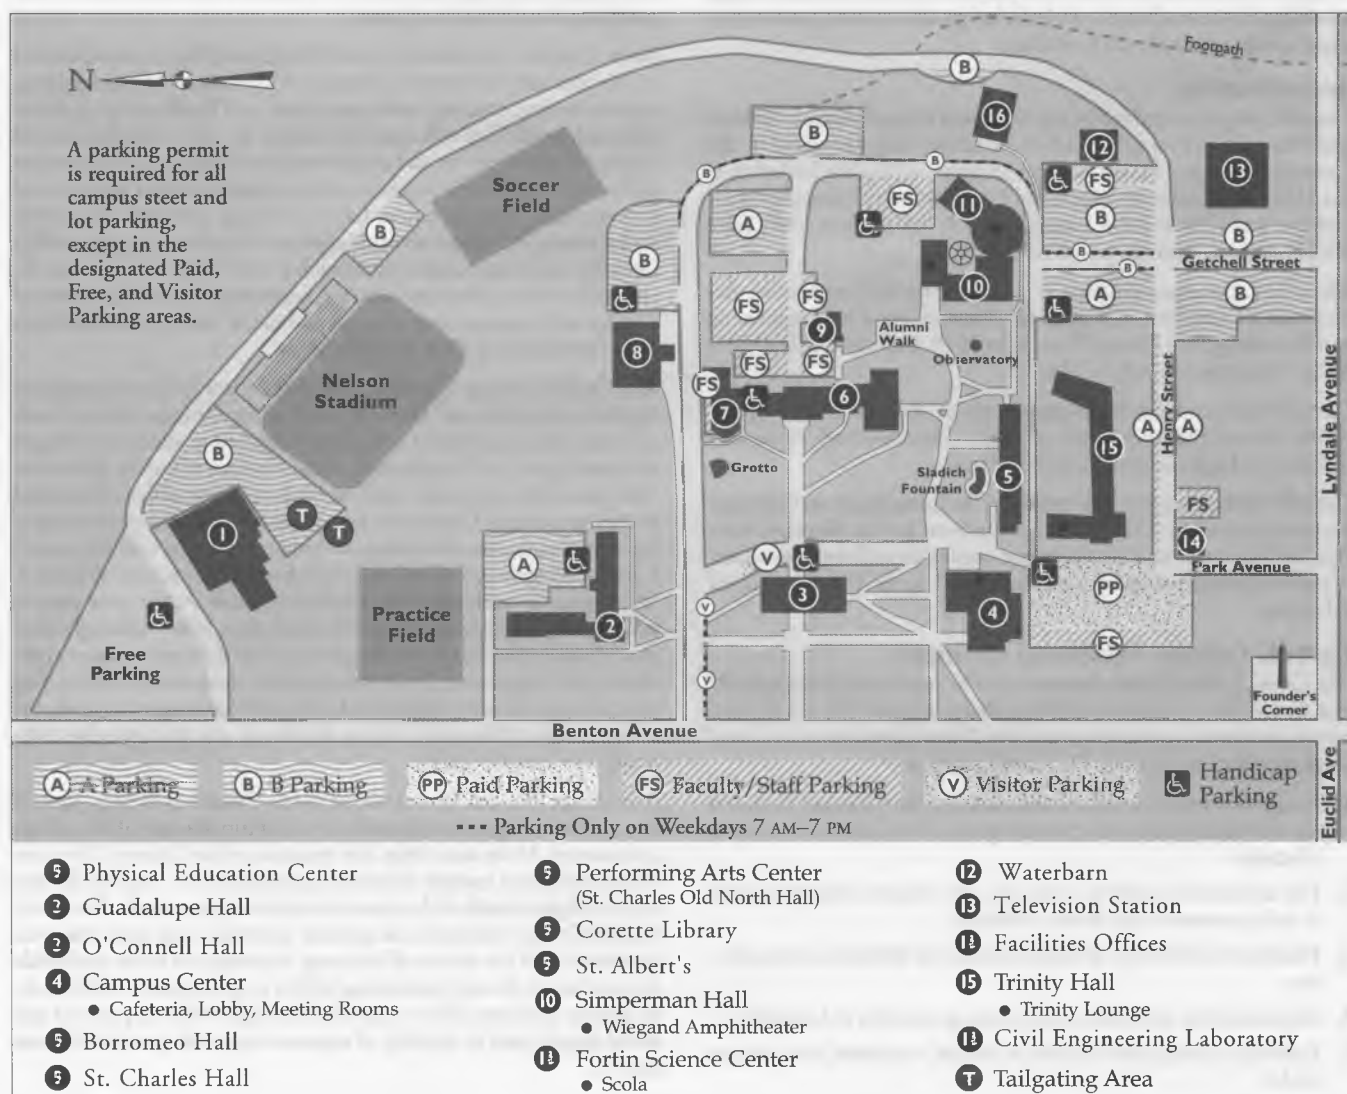 N
A parking permit
is required for all
campus steet and
lot parking,
except in the
designated Paid,
Free, and Visitor
Parking areas.
Footpath
B
16
B
12
13
Soccer
Field
B
FS
FS
11
B
A
B
B
B
B
Getchell Street
B
10
B
A
B
FS
FS
9
Alumni
Walk
Observatory
8
FS
FS
Nelson
Stadium
FS
7
6
Lyndale Avenue
Henry Street
A
A
15
B
Grotto
Sladich
Fountain
5
FS
1
T
T
14
A
V
Park Avenue
3
PP
4
Practice
Field
2
V
FS
Free
Parking
V
Founder's
Corner
Benton Avenue
Euclid Ave
A A Parking
B B Parking
PP Paid Parking
FS Faculty/Staff Parking
V Visitor Parking
Handicap
Parking
Parking Only on Weekdays 7 AM–7 PM
Physical Education Center
2 Guadalupe Hall
O'Connell Hall
4 Campus Center
• Cafeteria, Lobby, Meeting Rooms
5 Borromeo Hall
St. Charles Hall
Performing Arts Center
(St. Charles Old North Hall)
Corette Library
St. Albert's
10 Simperman Hall
• Wiegand Amphitheater
Fortin Science Center
• Scola
12 Waterbarn
13 Television Station
Facilities Offices
15 Trinity Hall
• Trinity Lounge
Civil Engineering Laboratory
T Tailgating Area